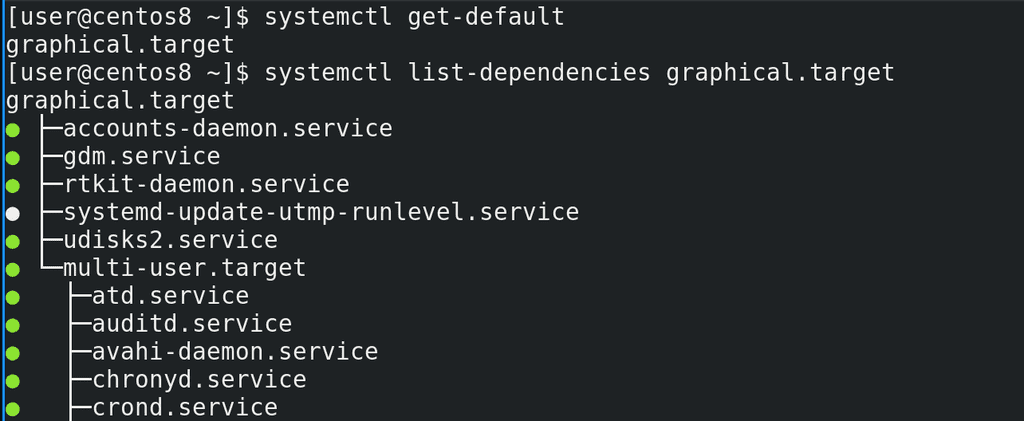 [user@centos8 ~]$ systemctl get-default
graphical.target
[user@centos8 ~]$ systemctl list-dependencies graphical.target
graphical.target
● ├─accounts-daemon.service
● ├─gdm.service
● ├─rtkit-daemon.service
● ├─systemd-update-utmp-runlevel.service
● ├─udisks2.service
● └─multi-user.target
●   ├─atd.service
●   ├─auditd.service
●   ├─avahi-daemon.service
●   ├─chronyd.service
●   ├─crond.service